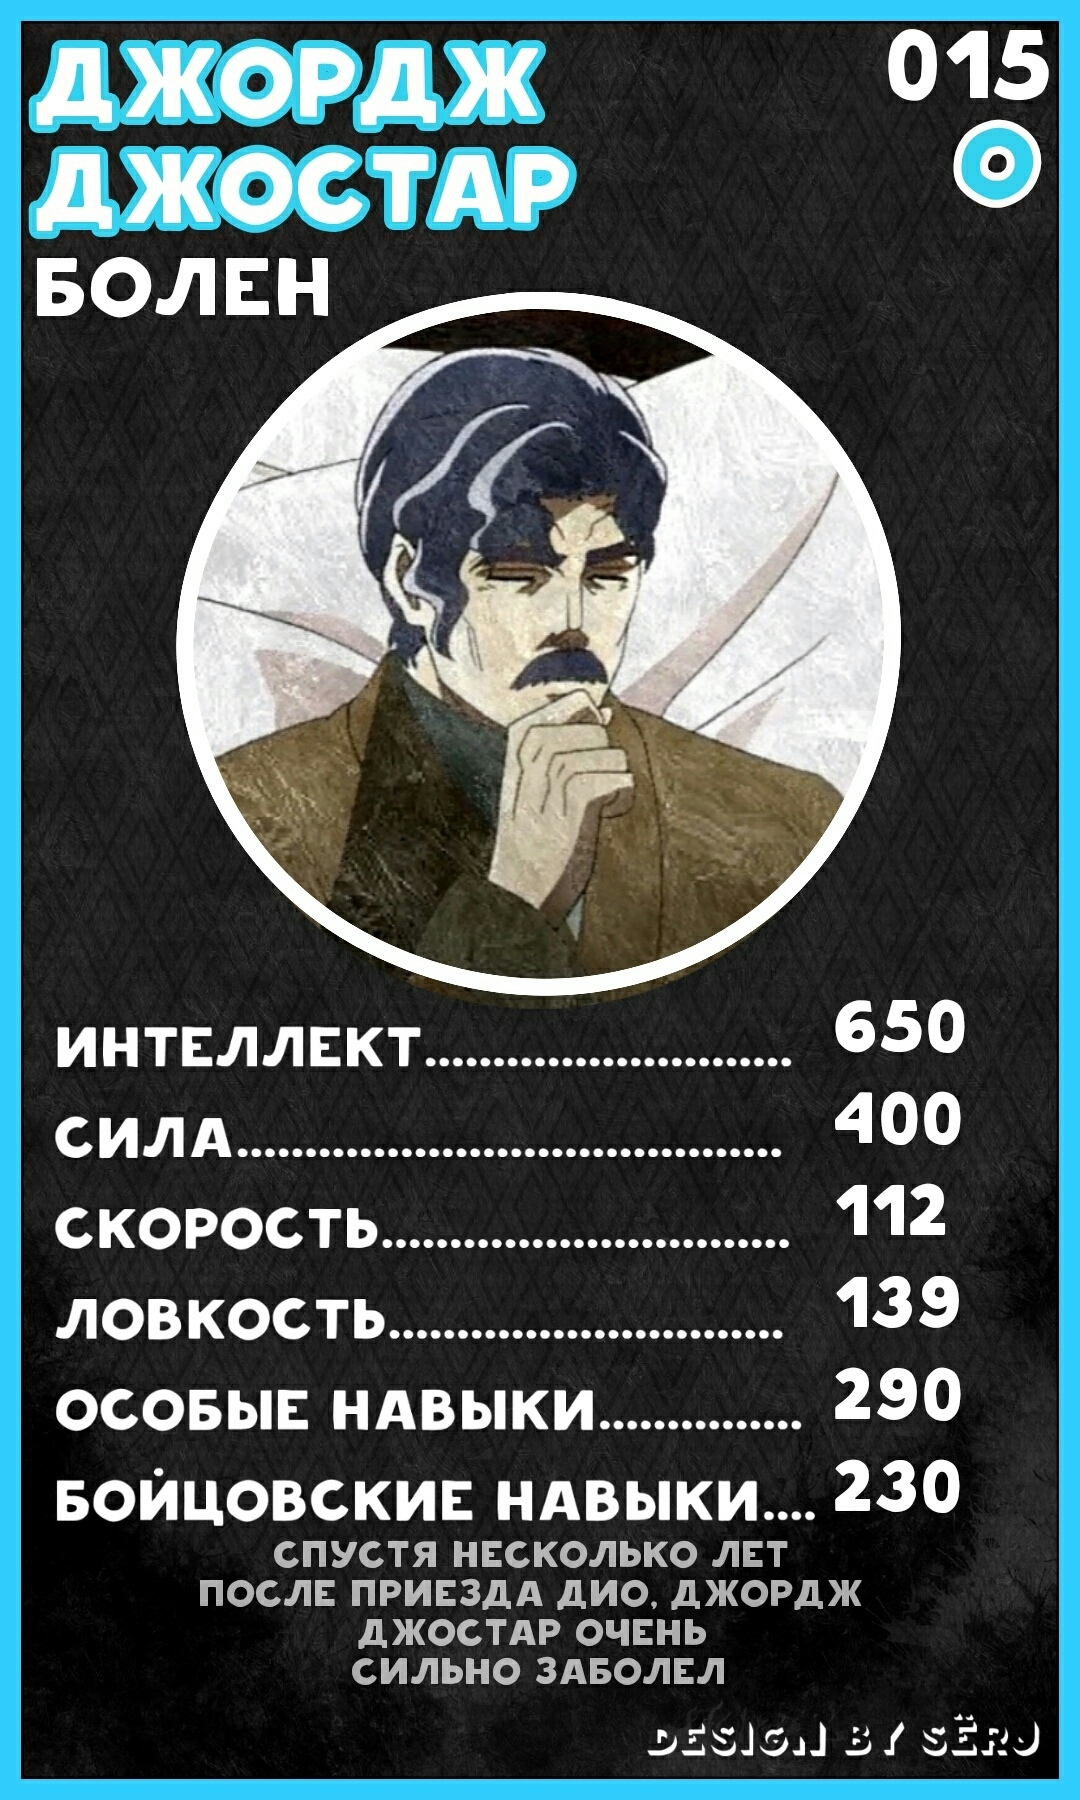 ДЖОРДЖ
ДЖОСТАР
БОЛЕН
015
O
ИНТЕЛЛЕКТ........................... 650
СИЛА........................................ 400
СКОРОСТЬ.............................. 112
ЛОВКОСТЬ............................. 139
ОСОБЫЕ НАВЫКИ............... 290
БОЙЦОВСКИЕ НАВЫКИ.... 230
СПУСТЯ НЕСКОЛЬКО ЛЕТ
ПОСЛЕ ПРИЕЗДА ДИО, ДЖОРДЖ
ДЖОСТАР ОЧЕНЬ
СИЛЬНО ЗАБОЛЕЛ
DESIGN BY SËRJ